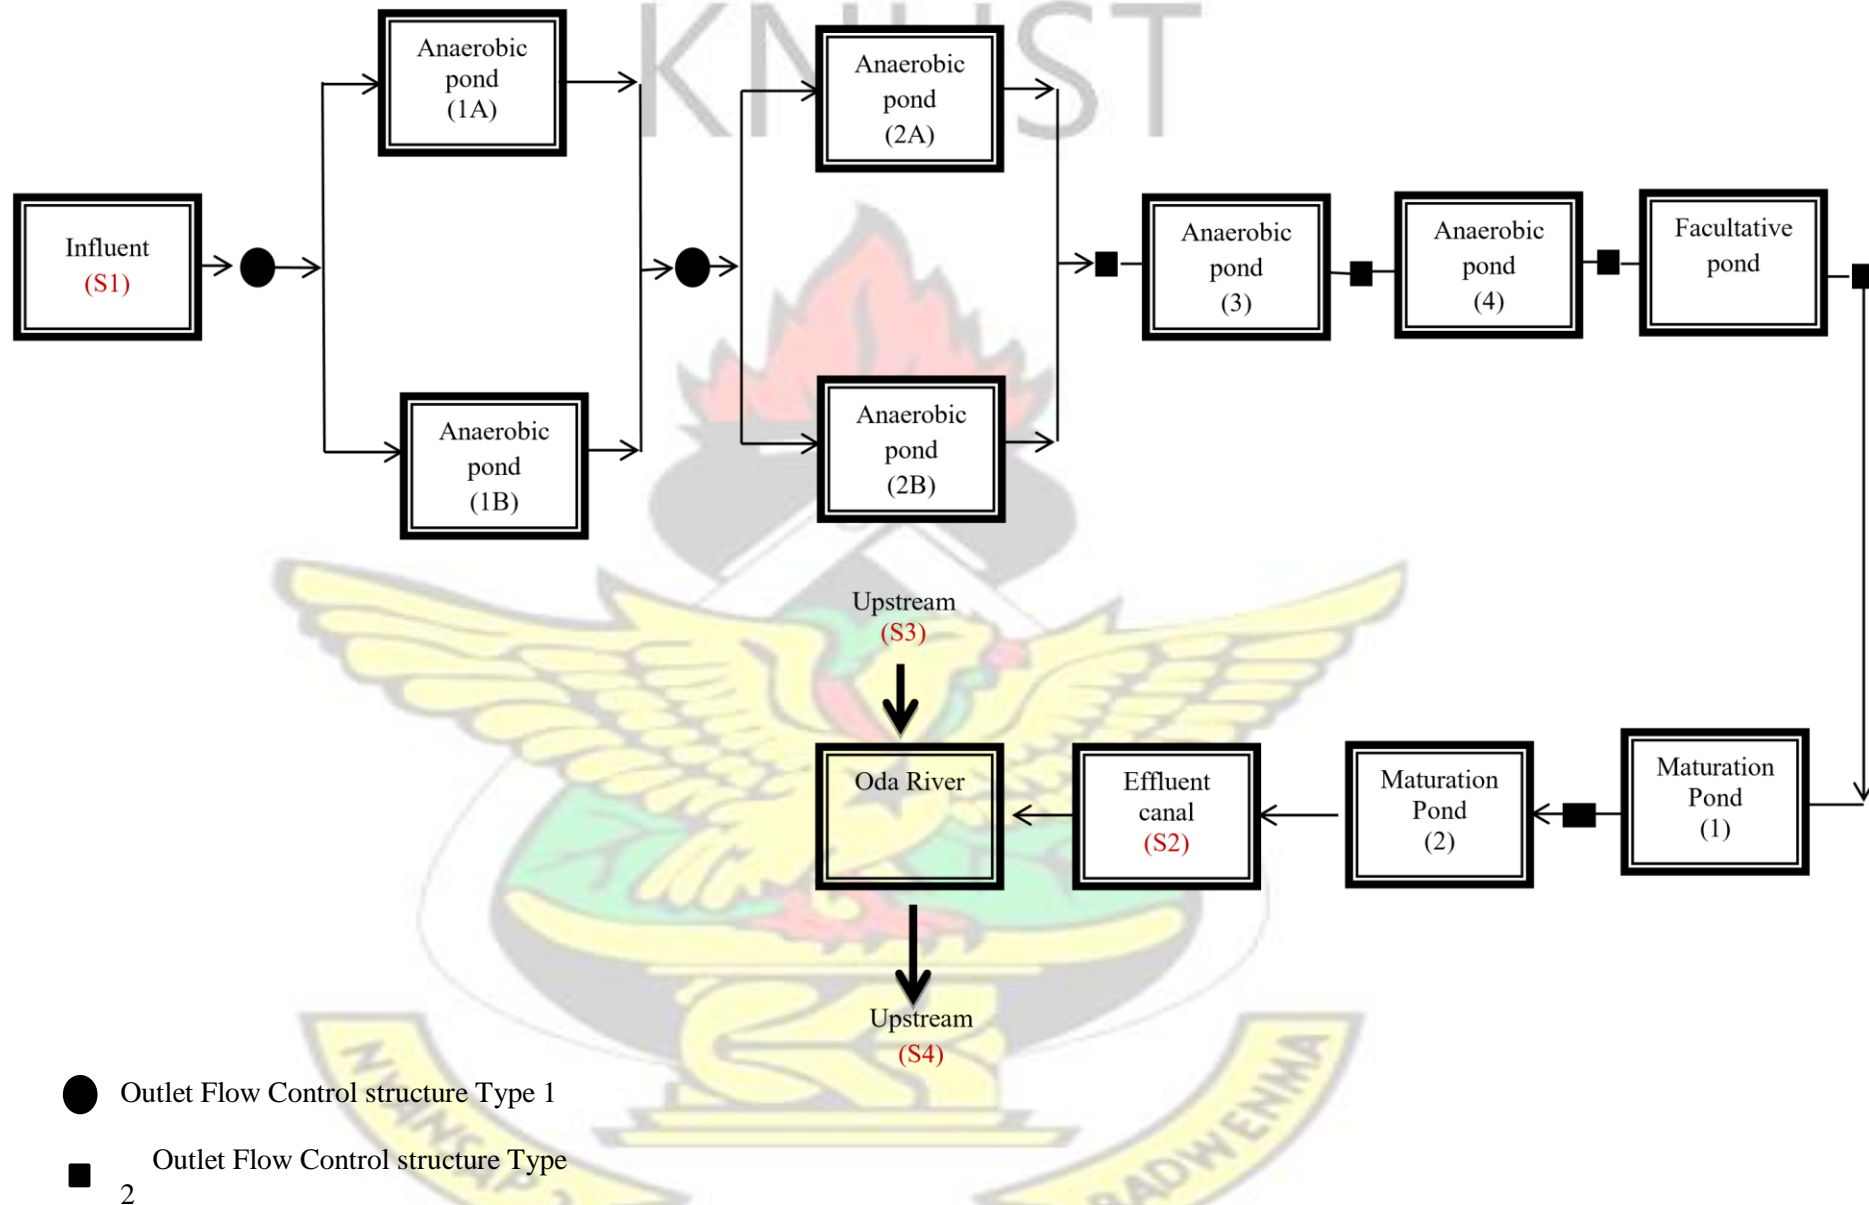 KNUST
Anaerobic
pond
(1A)
Anaerobic
pond
(2A)
Influent
(S1)
Anaerobic
pond
(3)
Anaerobic
pond
(4)
Facultative
pond
Anaerobic
pond
(1B)
Anaerobic
pond
(2B)
Upstream
(S3)
Oda River
Effluent
canal
(S2)
Maturation
Pond
(2)
Maturation
Pond
(1)
Upstream
(S4)
Outlet Flow Control structure Type 1
Outlet Flow Control structure Type
2
BADWENMA